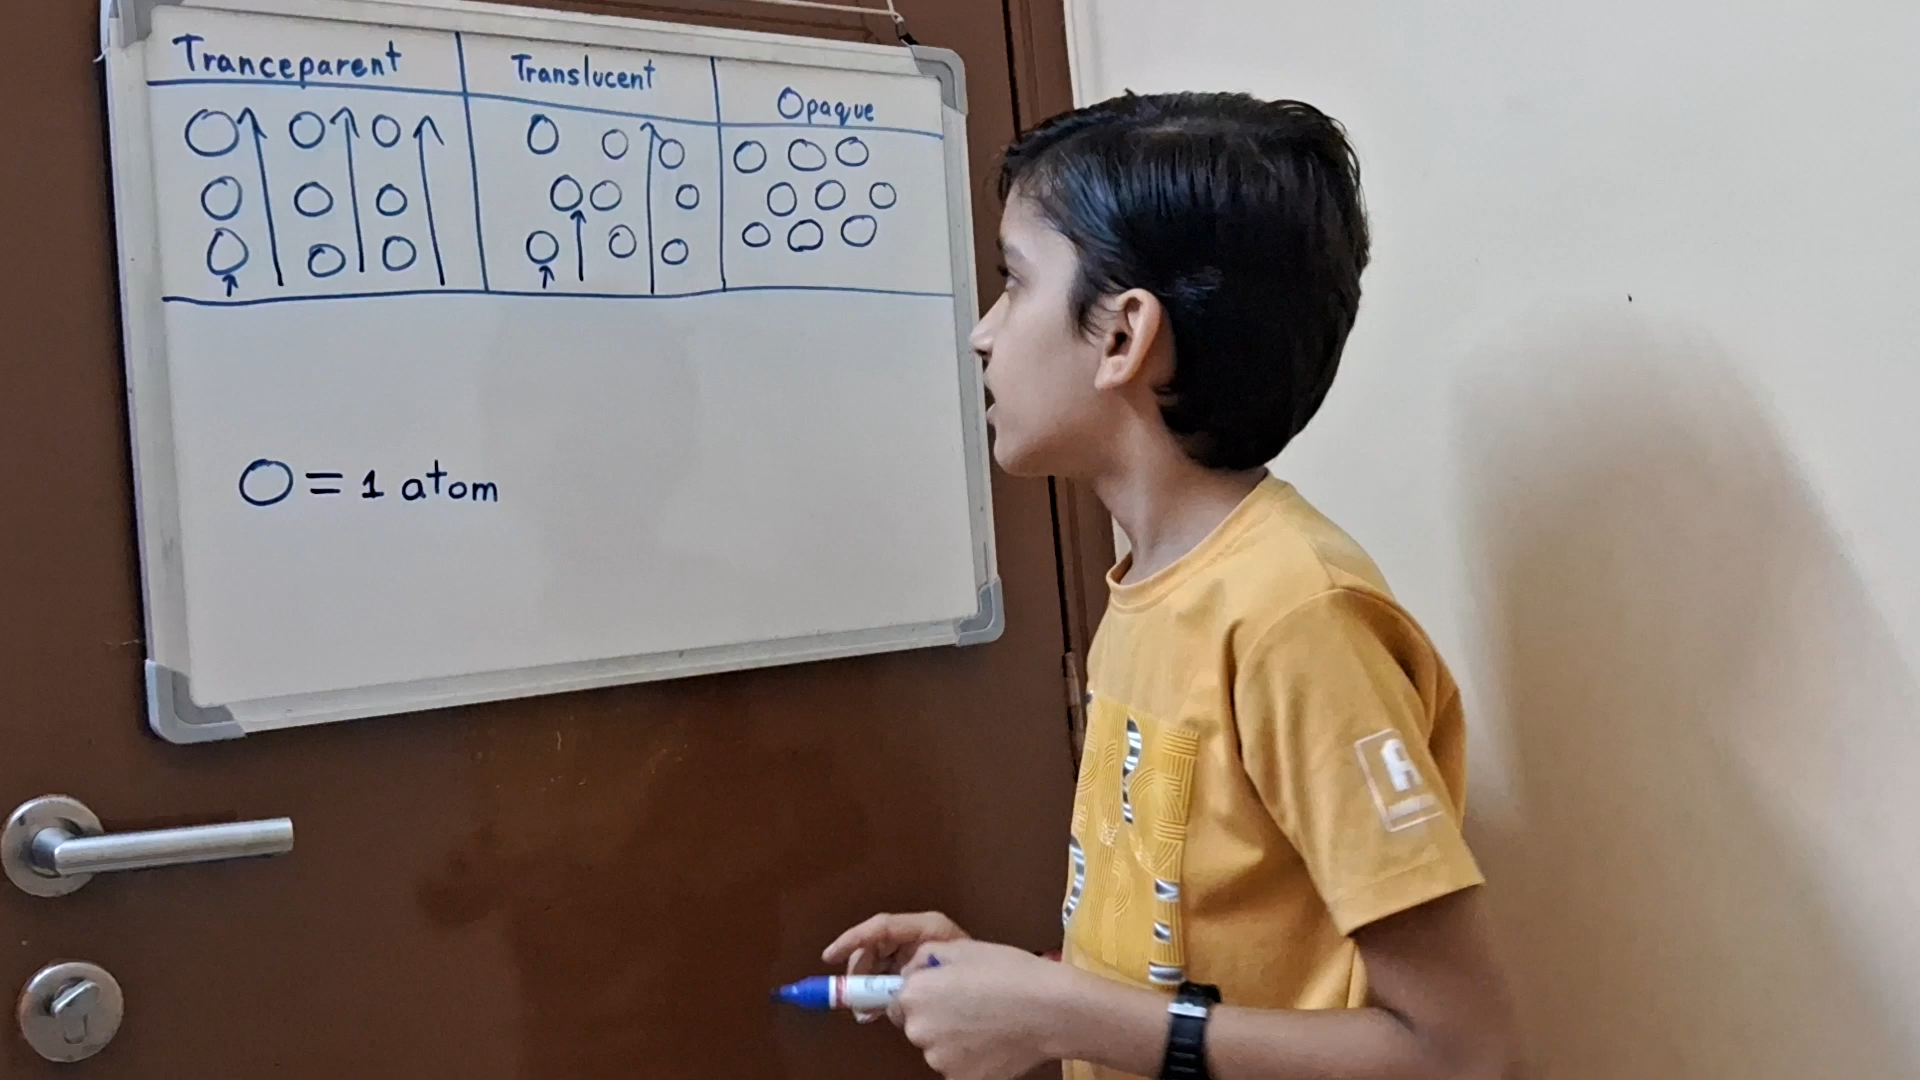 Tranceparent
Translucent
Opaque
O = 1 atom
A